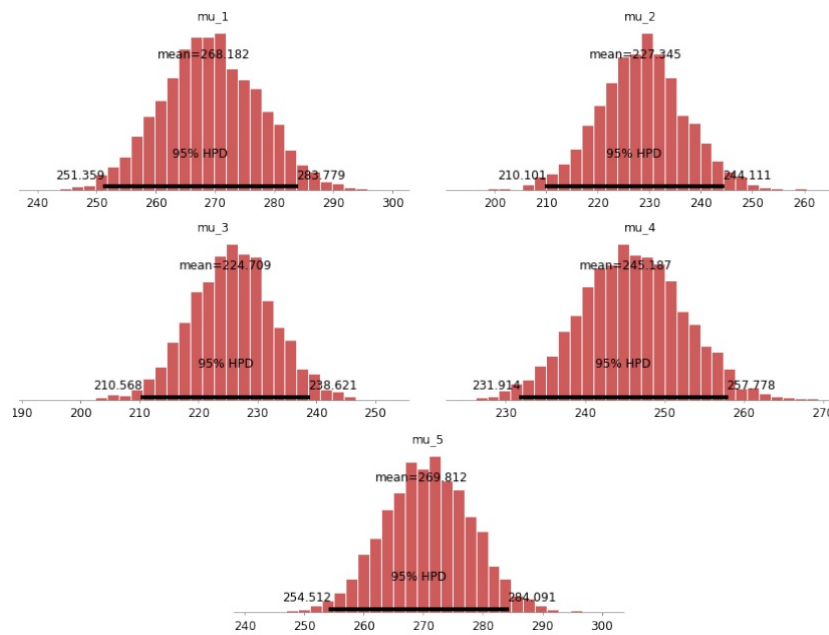 mu_1
mean=268.182
95% HPD
251.359 283.779
240 250 260 270 280 290 300
mu_2
mean=227.345
95% HPD
210.101 244.111
200 210 220 230 240 250 260
mu_3
mean=224.709
95% HPD
210.568 238.621
190 200 210 220 230 240 250
mu_4
mean=245.187
95% HPD
231.914 257.778
230 240 250 260 270
mu_5
mean=269.812
95% HPD
254.512 284.091
240 250 260 270 280 290 300